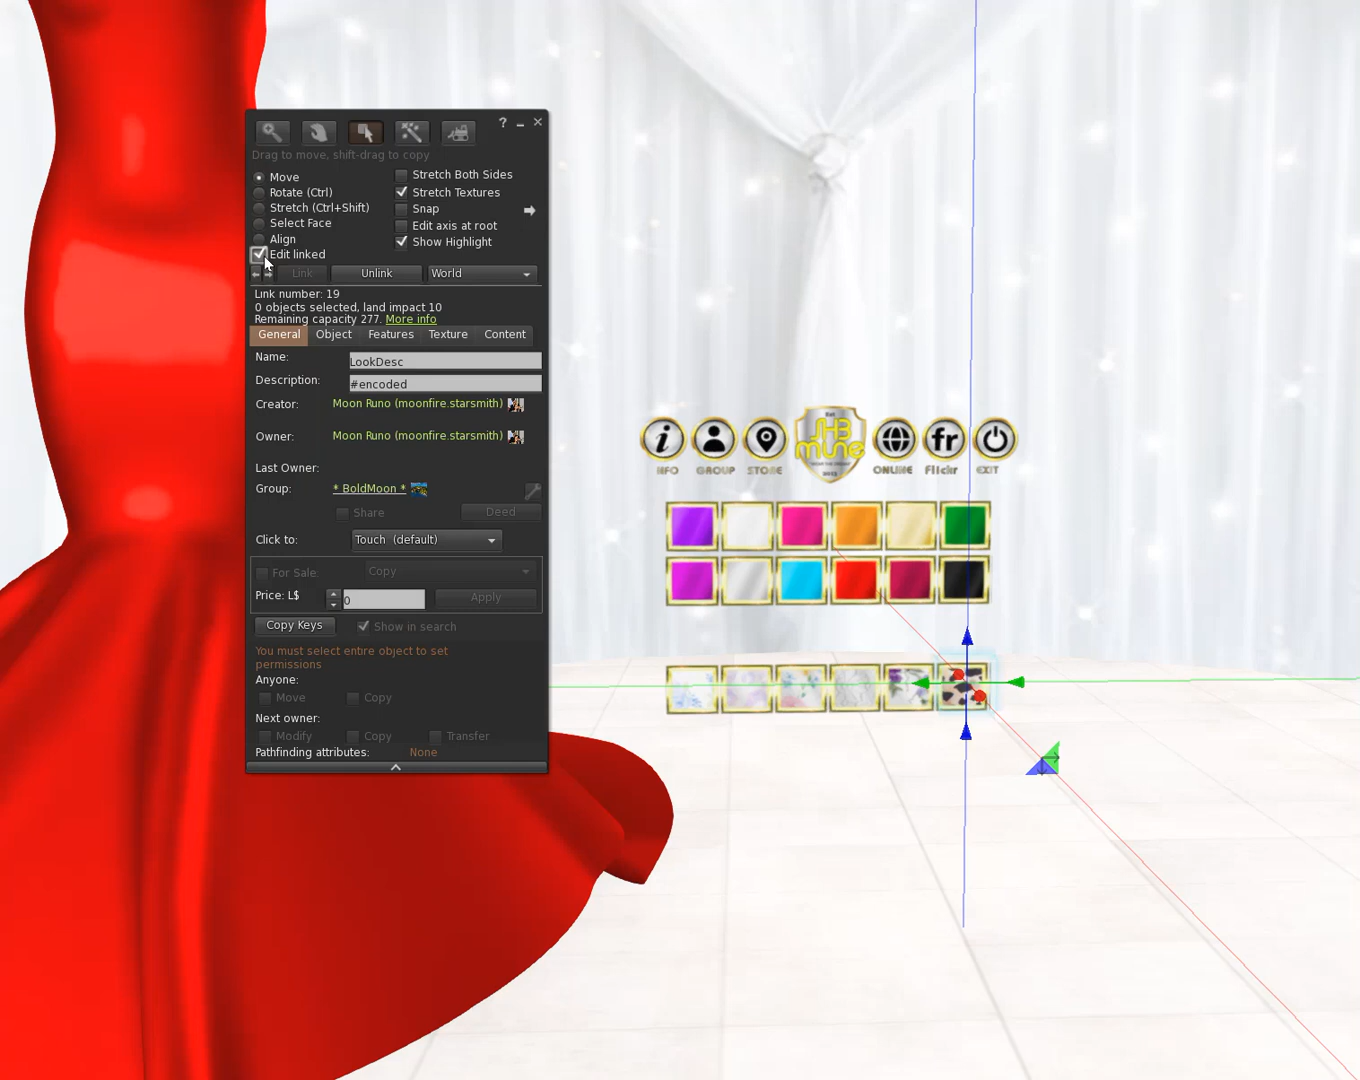 ?
Drag to move, shift-drag to copy
Move
Stretch Both Sides
Rotate (Ctrl)
Stretch Textures
Stretch (Ctrl+Shift)
Snap
Select Face
Edit axis at root
Align
Show Highlight
Edit linked
Link
Unlink
World
Link number: 19
0 objects selected, land impact 10
Remaining capacity 277. More info
General
Object
Features
Texture
Content
Name:
LookDesc
Description:
#encoded
Creator:
Moon Runo (moonfire.starsmith)
Owner:
Moon Runo (moonfire.starsmith)
Last Owner:
Group:
* BoldMoon *
Share
Deed
Click to:
Touch (default)
For Sale:
Copy
Price: L$
0
Apply
Copy Keys
Show in search
You must select entire object to set
permissions
Anyone:
Move
Copy
Next owner:
Modify
Copy
Transfer
Pathfinding attributes:
None
i
fr
SHB
mune
INFO
GROUP
STORE
ONLINE
Flickr
EXIT